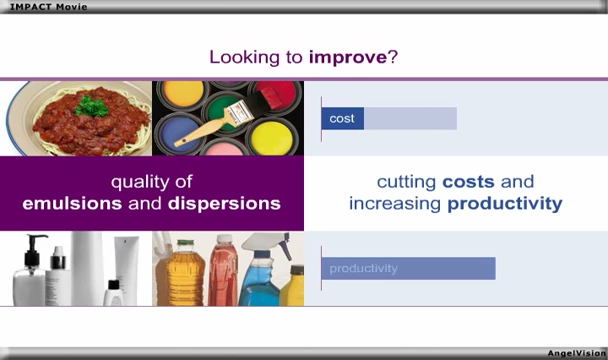 IMPACT Movie
Looking to improve?
cost
quality of
emulsions and dispersions
cutting costs and
increasing productivity
productivity
AngelVision